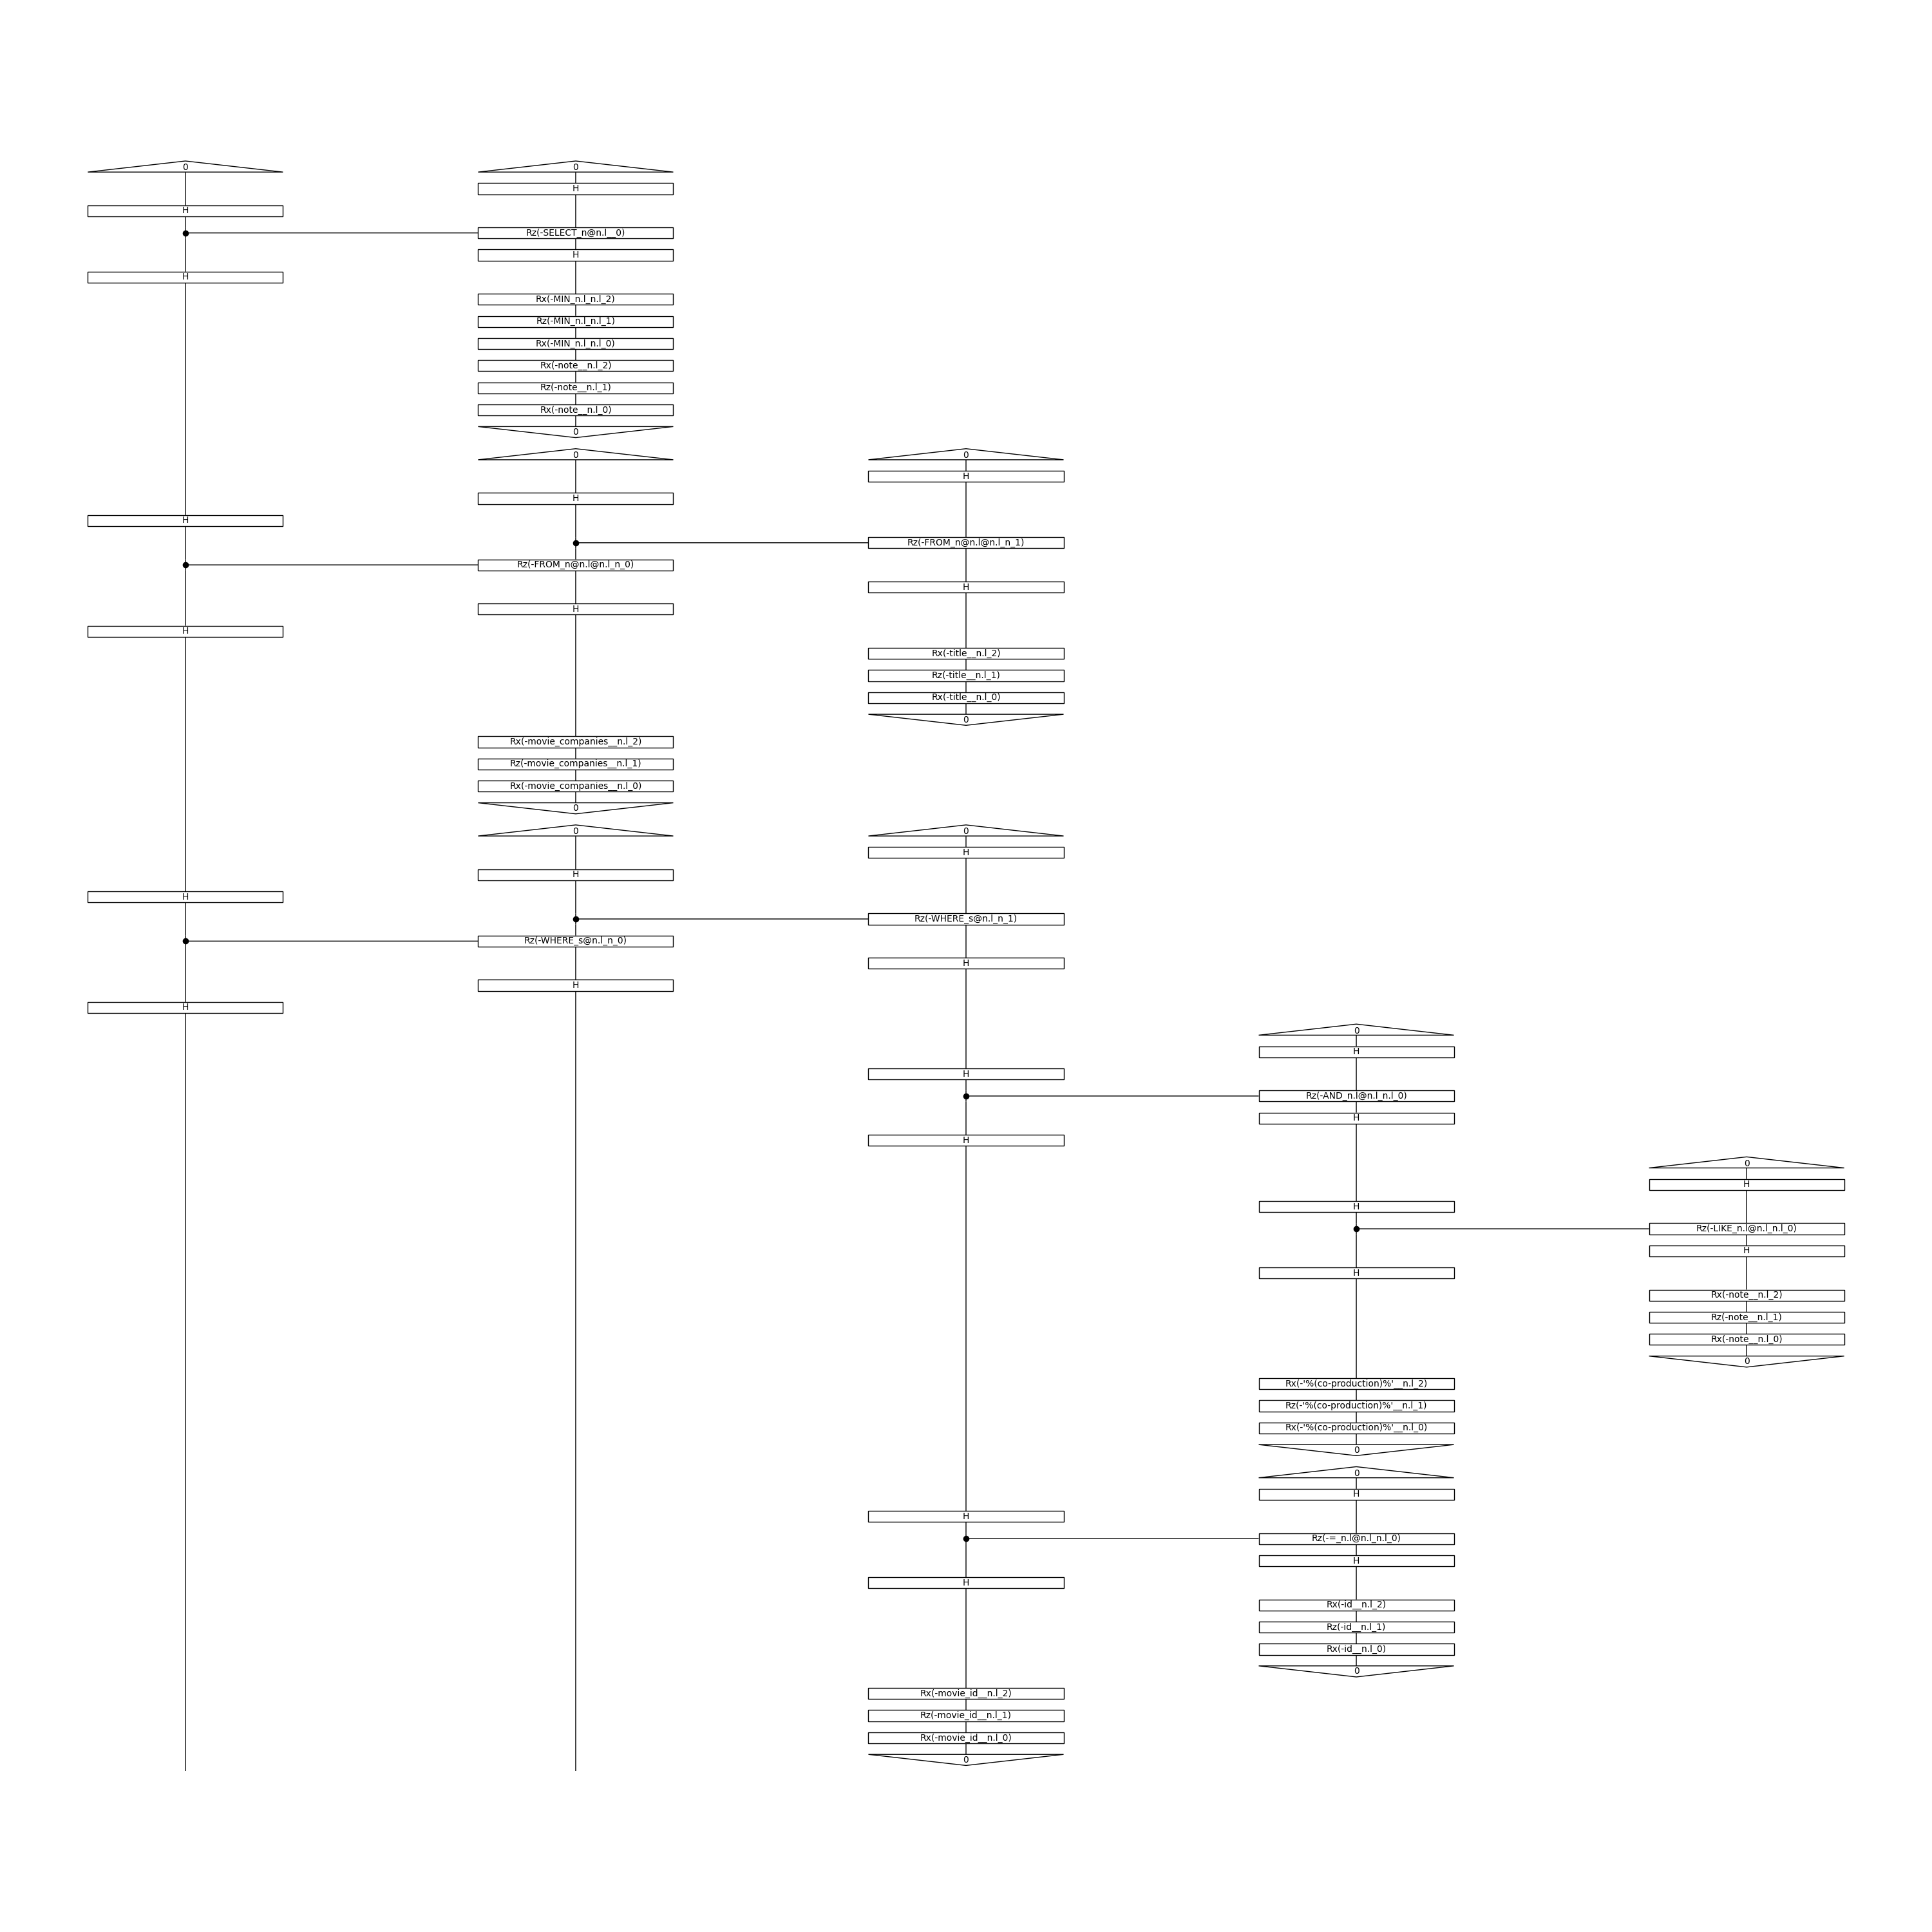 0
0
H
H
Rz(-SELECT_n@n.l__0)
H
H
Rx(-MIN_n.l_n.l_2)
Rz(-MIN_n.l_n.l_1)
Rx(-MIN_n.l_n.l_0)
Rx(-note__n.l_2)
Rz(-note__n.l_1)
Rx(-note__n.l_0)
0
0
0
H
H
H
Rz(-FROM_n@n.l@n.l_n_1)
Rz(-FROM_n@n.l@n.l_n_0)
H
H
H
Rx(-title__n.l_2)
Rz(-title__n.l_1)
Rx(-title__n.l_0)
0
Rx(-movie_companies__n.l_2)
Rz(-movie_companies__n.l_1)
Rx(-movie_companies__n.l_0)
0
0
0
H
H
H
Rz(-WHERE_s@n.l_n_1)
Rz(-WHERE_s@n.l_n_0)
H
H
H
0
H
H
Rz(-AND_n.l@n.l_n.l_0)
H
H
0
H
H
Rz(-LIKE_n.l@n.l_n.l_0)
H
H
Rx(-note__n.l_2)
Rz(-note__n.l_1)
Rx(-note__n.l_0)
0
Rx(-'%(co-production)%'__n.l_2)
Rz(-'%(co-production)%'__n.l_1)
Rx(-'%(co-production)%'__n.l_0)
0
0
H
H
Rz(-=_n.l@n.l_n.l_0)
H
H
Rx(-id__n.l_2)
Rz(-id__n.l_1)
Rx(-id__n.l_0)
0
Rx(-movie_id__n.l_2)
Rz(-movie_id__n.l_1)
Rx(-movie_id__n.l_0)
0